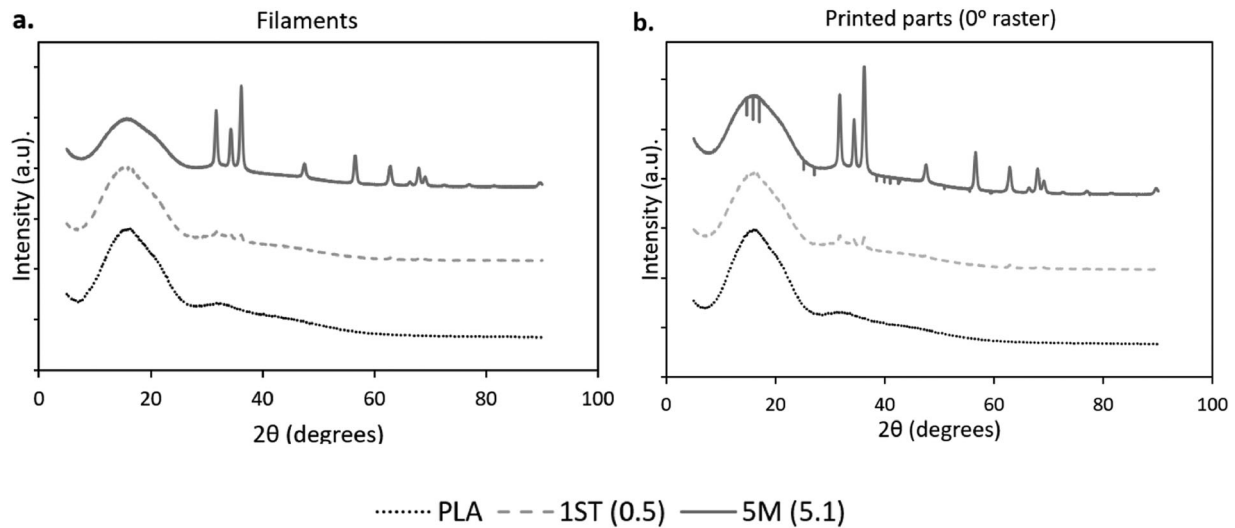 a.
Filaments
Intensity (a.u).
0 20 40 60 80 100
2θ (degrees)
b.
Printed parts (0º raster)
Intensity (a.u.)
0 20 40 60 80 100
2θ (degrees)
PLA 1ST (0.5) 5M (5.1)